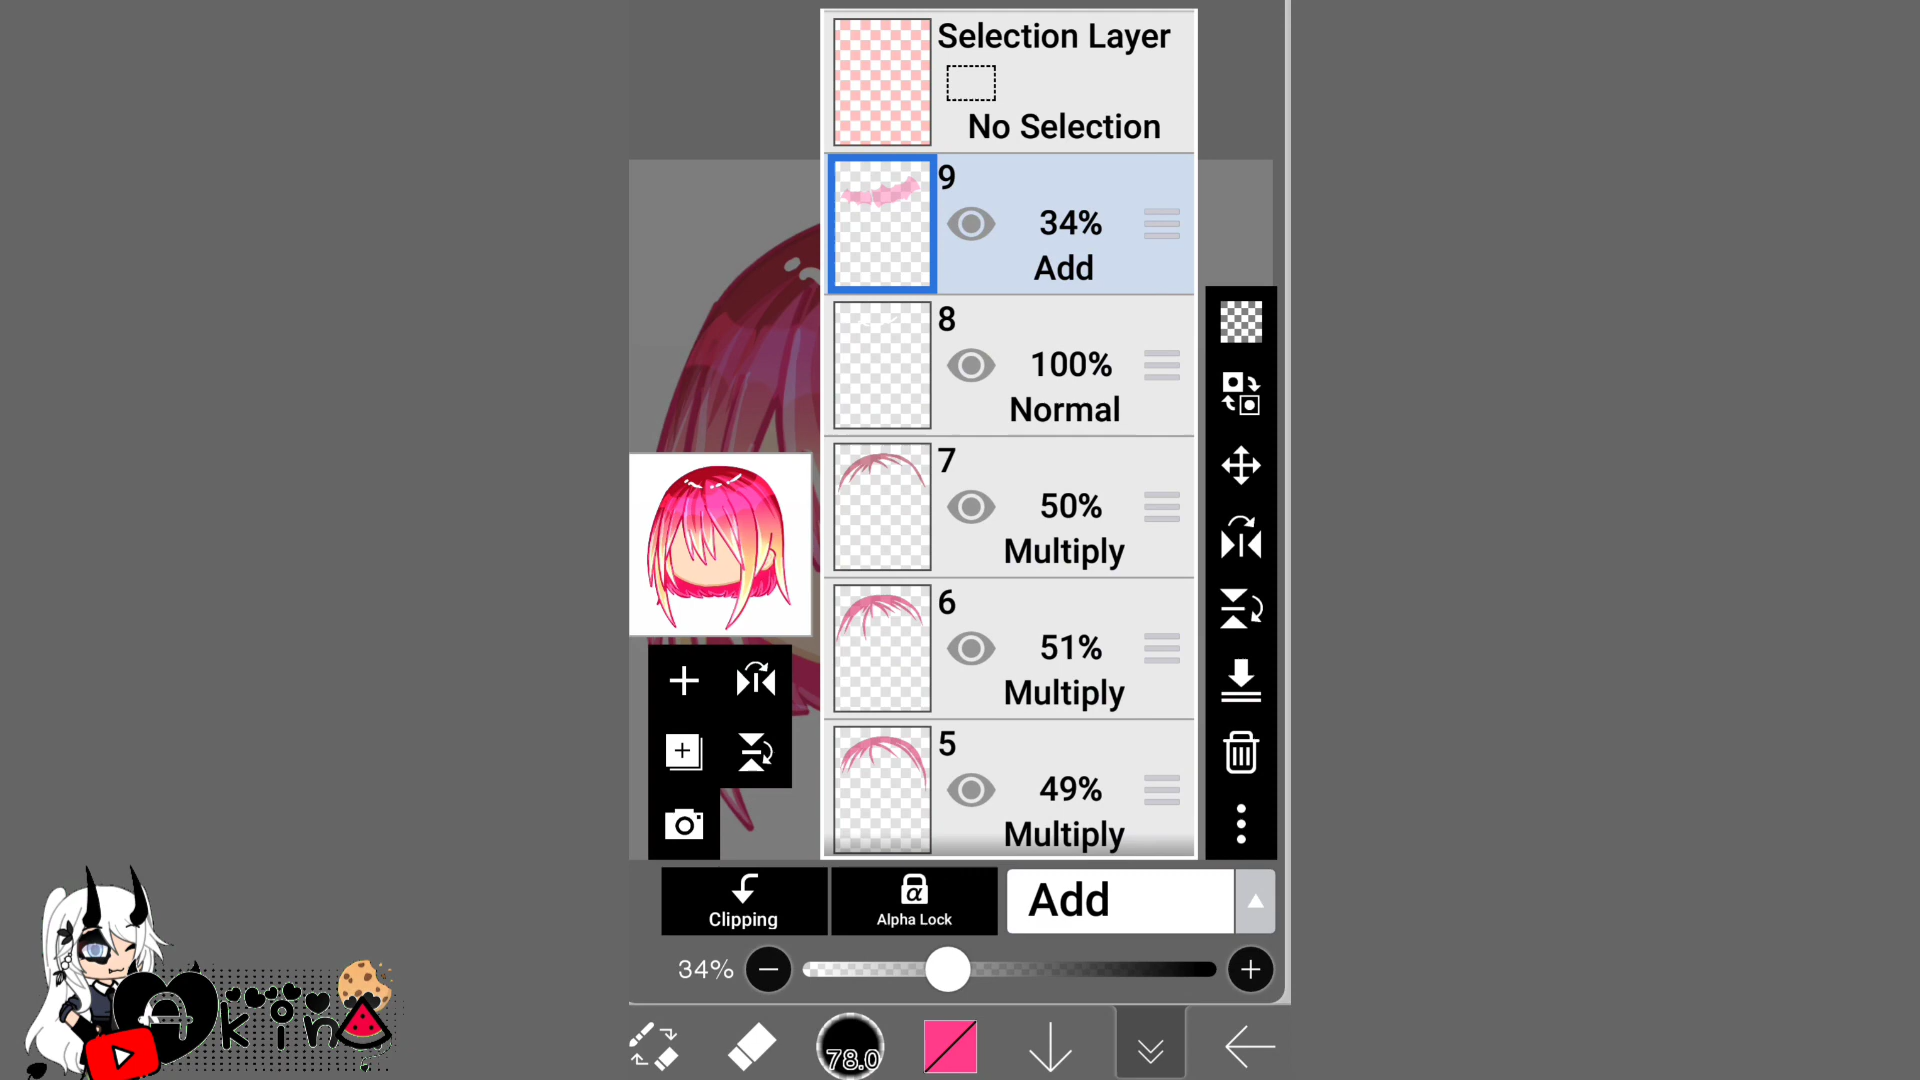 Selection Layer
No Selection
9
34%
Add
8
100%
Normal
7
50%
Multiply
6
51%
Multiply
5
49%
Multiply
Clipping
α
Alpha Lock
Add
34%
78.0
Akina